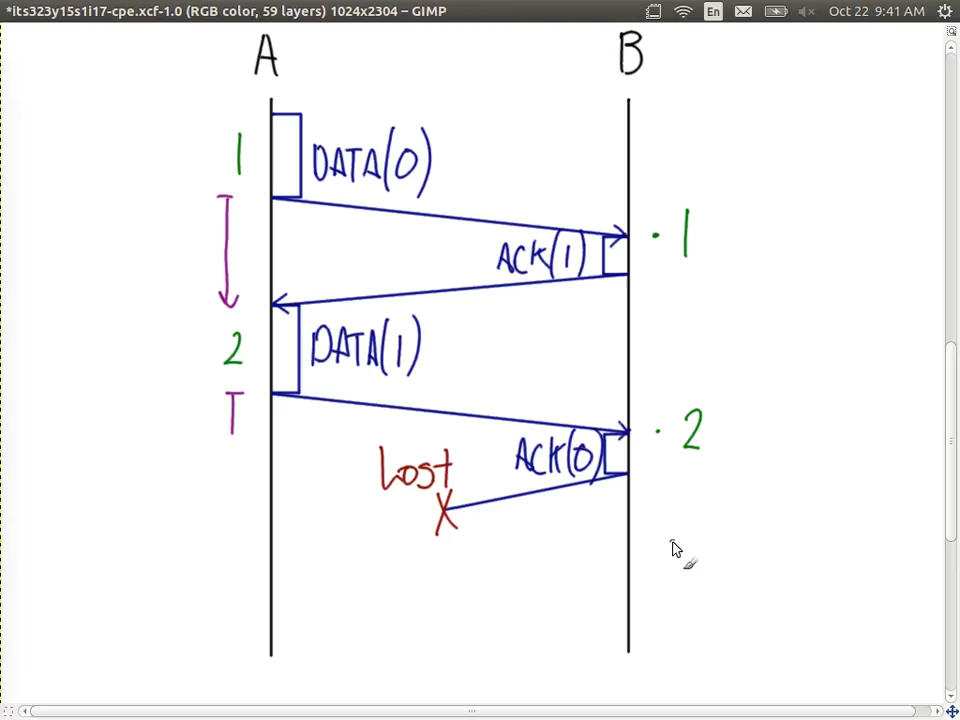 *its323y15s1i17-cpe.xcf-1.0 (RGB color, 59 layers) 1024x2304 – GIMP
En
Oct 22 9:41 AM
A
B
1
DATA(0)
1
ACK(1)
2
DATA(1)
2
ACK(0)
Lost
X